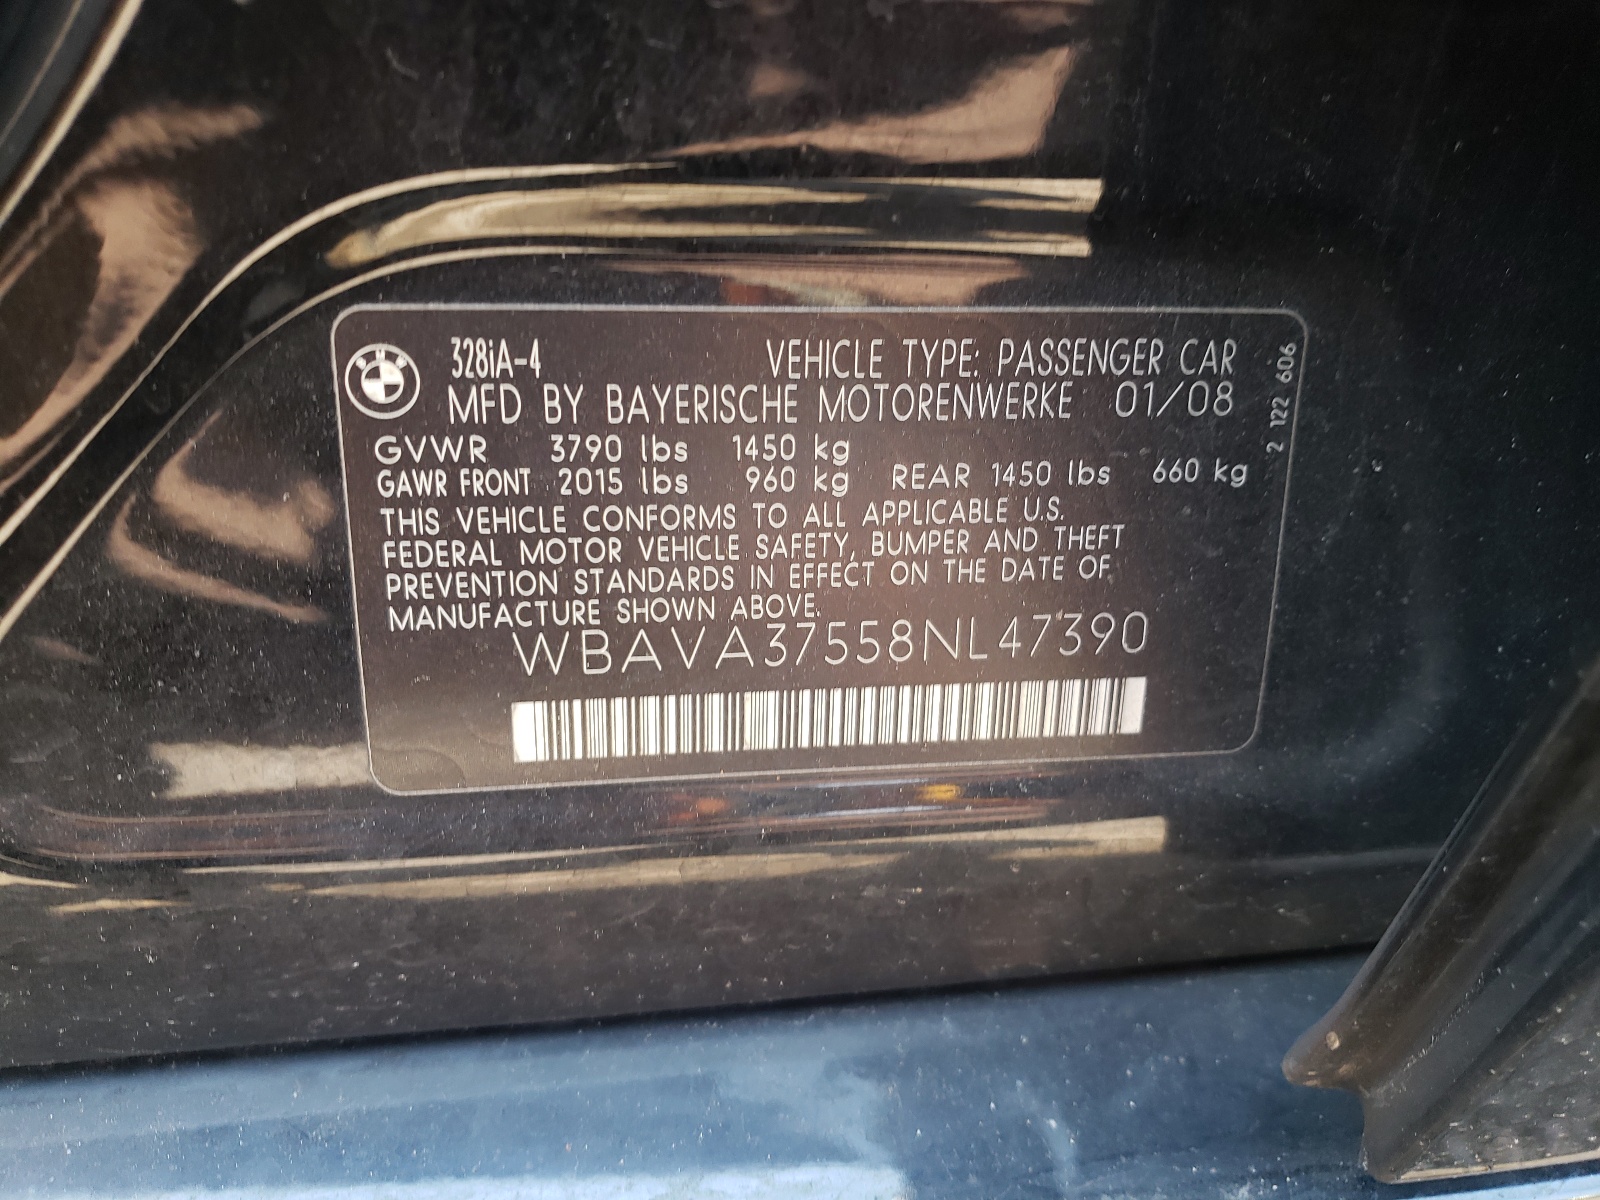 BMW
328iA-4 VEHICLE TYPE: PASSENGER CAR
MFD BY BAYERISCHE MOTORENWERKE 01/08
GVWR 3790 lbs 1450 kg
GAWR FRONT 2015 lbs 960 kg REAR 1450 lbs 660 kg
THIS VEHICLE CONFORMS TO ALL APPLICABLE U.S.
FEDERAL MOTOR VEHICLE SAFETY, BUMPER AND THEFT
PREVENTION STANDARDS IN EFFECT ON THE DATE OF
MANUFACTURE SHOWN ABOVE.
WBAVA37558NL47390
2 122 606